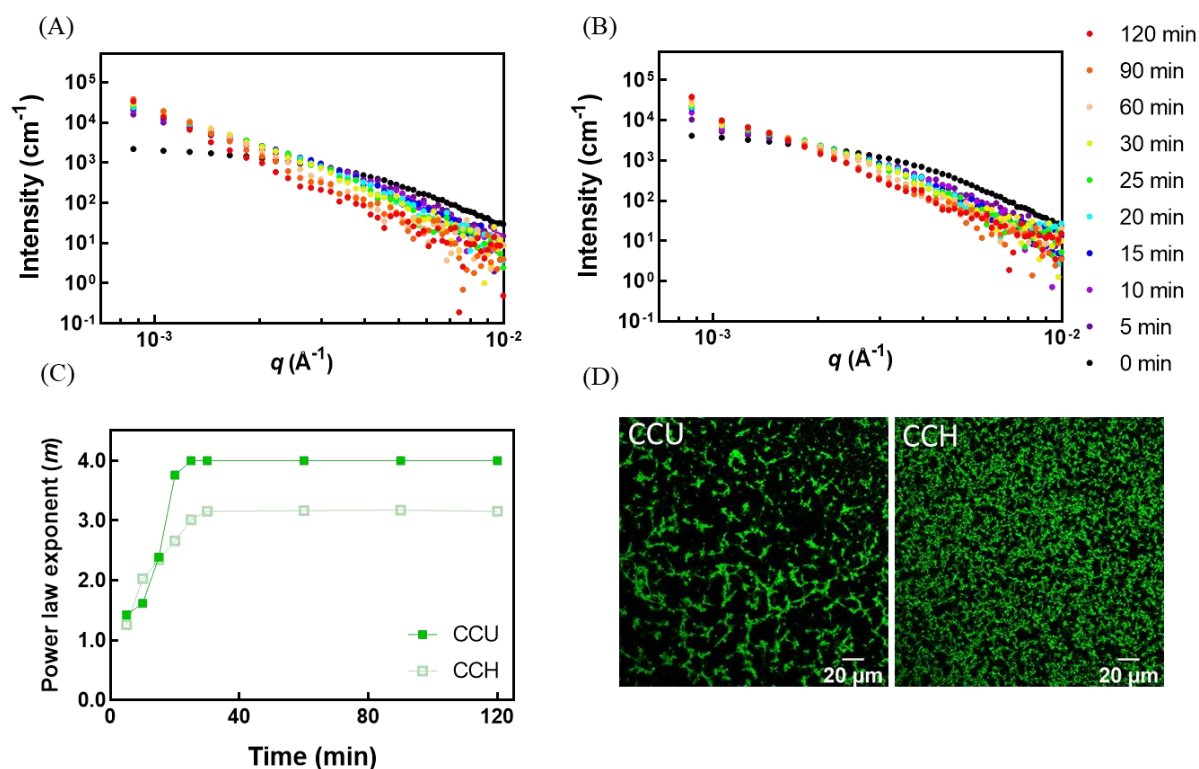 (A)
(B)
Intensity (cm⁻¹)
10⁵
10⁴
10³
10²
10¹
10⁰
10⁻¹
10⁻³
10⁻²
q (Å⁻¹)
Intensity (cm⁻¹)
10⁵
10⁴
10³
10²
10¹
10⁰
10⁻¹
10⁻³
10⁻²
q (Å⁻¹)
120 min
90 min
60 min
30 min
25 min
20 min
15 min
10 min
5 min
0 min
(C)
Power law exponent (m)
4.0
3.0
2.0
1.0
0.0
0
40
80
120
Time (min)
CCU
CCH
(D)
CCU
20 µm
CCH
20 µm